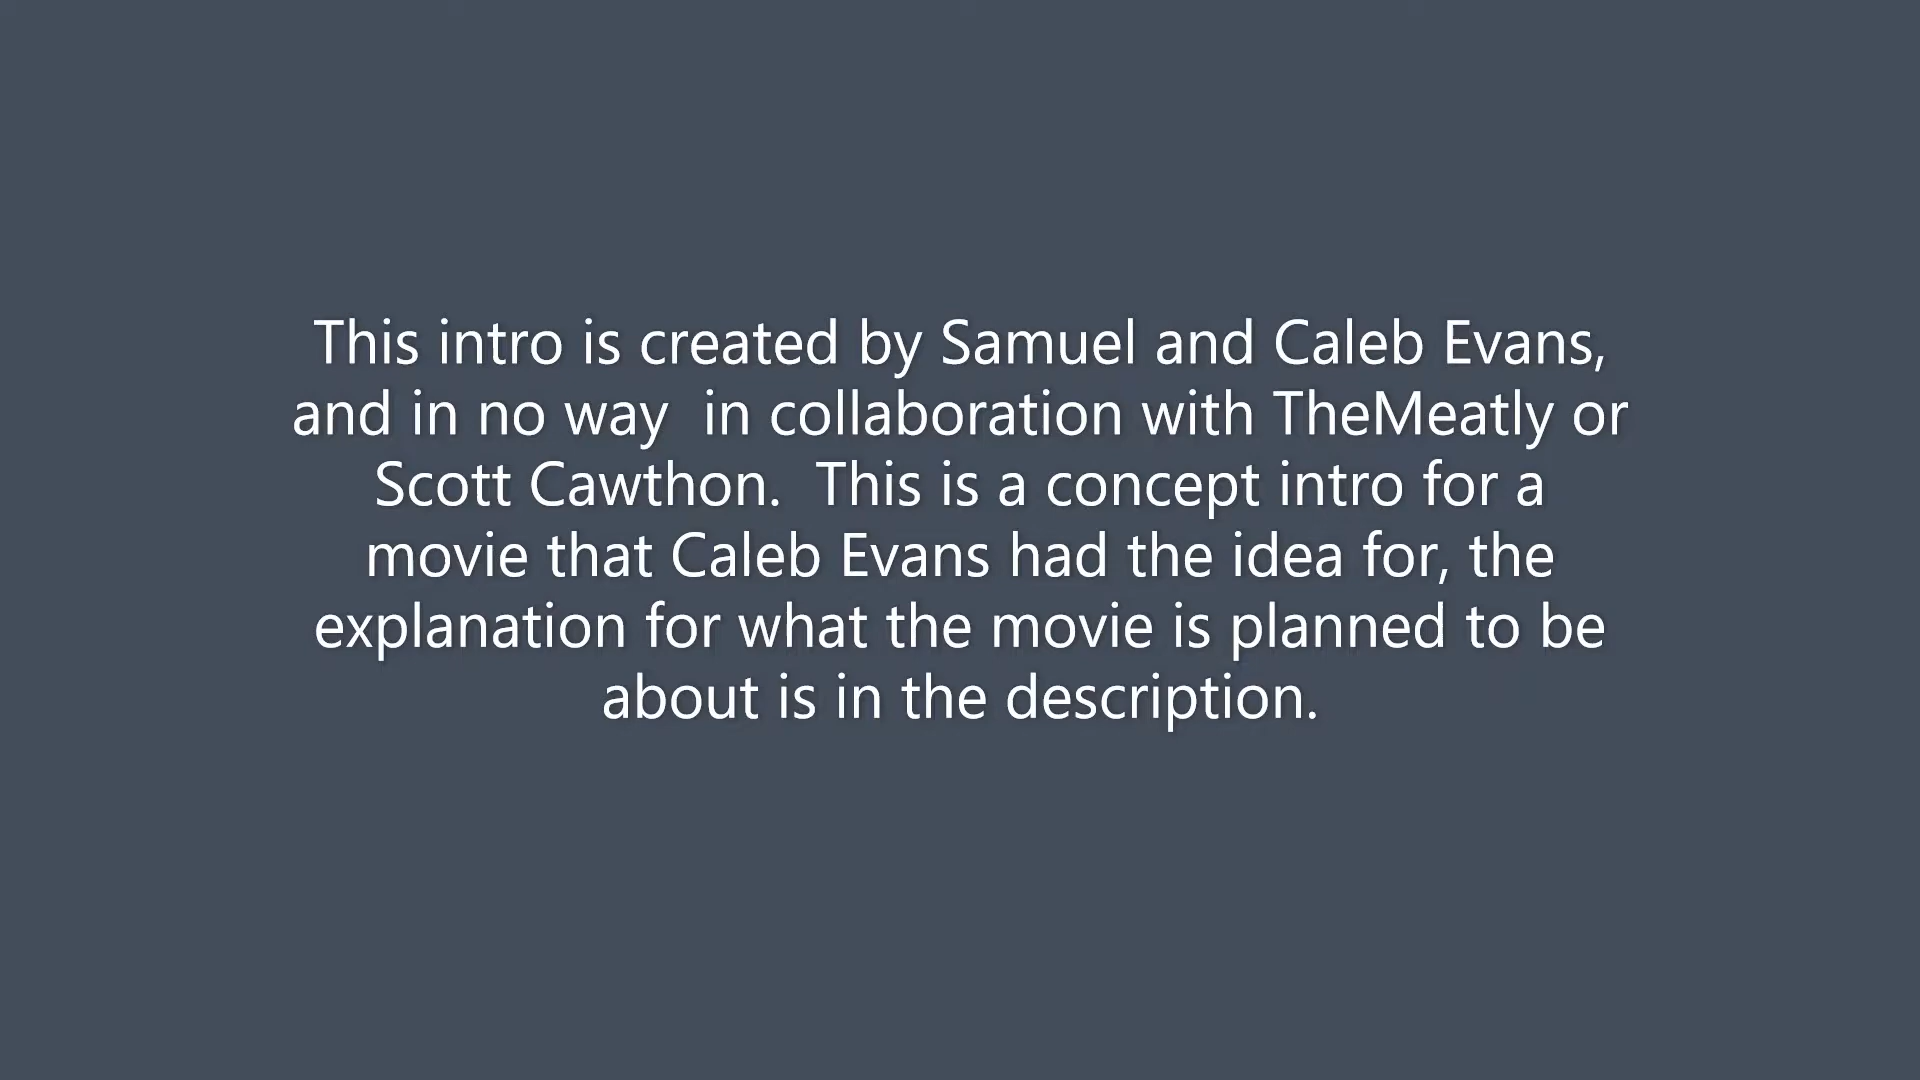 This intro is created by Samuel and Caleb Evans,
and in no way  in collaboration with TheMeatly or
Scott Cawthon.  This is a concept intro for a
movie that Caleb Evans had the idea for, the
explanation for what the movie is planned to be
about is in the description.